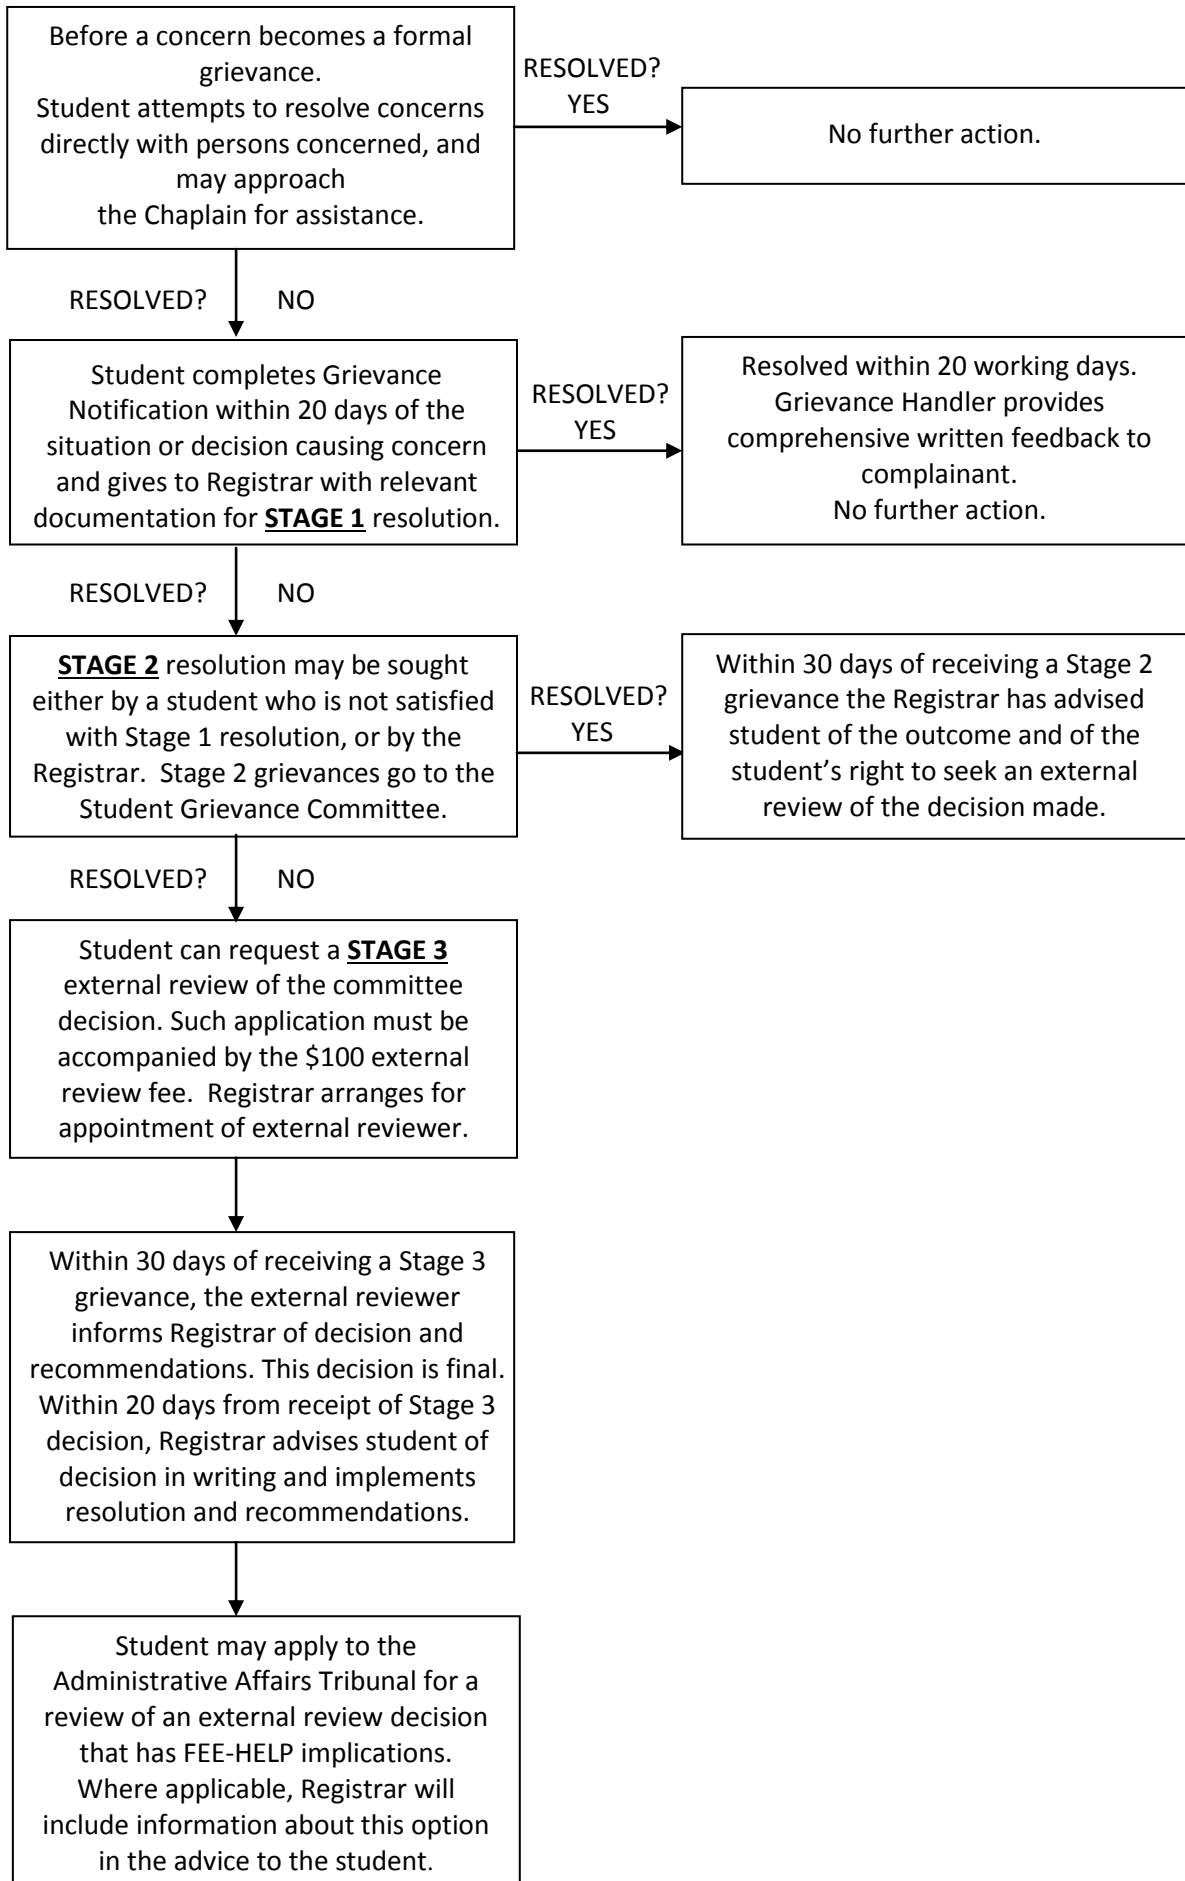 Before a concern becomes a formal
grievance.
Student attempts to resolve concerns
directly with persons concerned, and
may approach
the Chaplain for assistance.
RESOLVED?
YES
No further action.
RESOLVED? NO
Student completes Grievance
Notification within 20 days of the
situation or decision causing concern
and gives to Registrar with relevant
documentation for STAGE 1 resolution.
RESOLVED?
YES
Resolved within 20 working days.
Grievance Handler provides
comprehensive written feedback to
complainant.
No further action.
RESOLVED? NO
STAGE 2 resolution may be sought
either by a student who is not satisfied
with Stage 1 resolution, or by the
Registrar. Stage 2 grievances go to the
Student Grievance Committee.
RESOLVED?
YES
Within 30 days of receiving a Stage 2
grievance the Registrar has advised
student of the outcome and of the
student’s right to seek an external
review of the decision made.
RESOLVED? NO
Student can request a STAGE 3
external review of the committee
decision. Such application must be
accompanied by the $100 external
review fee. Registrar arranges for
appointment of external reviewer.
Within 30 days of receiving a Stage 3
grievance, the external reviewer
informs Registrar of decision and
recommendations. This decision is final.
Within 20 days from receipt of Stage 3
decision, Registrar advises student of
decision in writing and implements
resolution and recommendations.
Student may apply to the
Administrative Affairs Tribunal for a
review of an external review decision
that has FEE-HELP implications.
Where applicable, Registrar will
include information about this option
in the advice to the student.